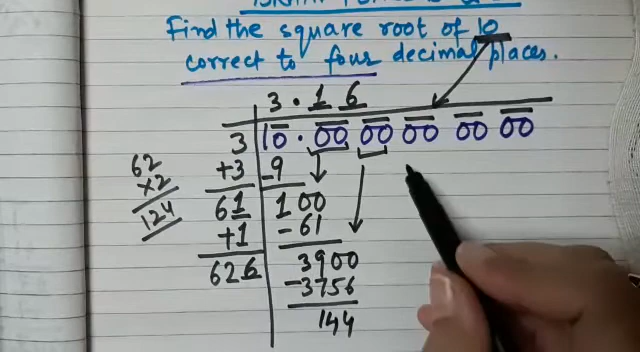 Find the square root of 10
correct to four decimal places.
3 . 1 6
3 10 . 00 00 00 00 00
+3 -9
61 100
+1 -61
626 3900
-3756
144
62
×2
124